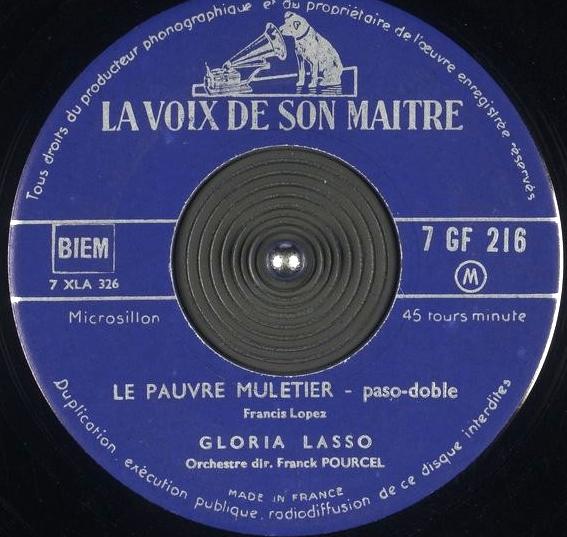 Tous droits du producteur phonographique et du propriétaire de l'œuvre enregistrée réservés
LA VOIX DE SON MAITRE
BIEM
7 XLA 326
7 GF 216
M
Microsillon
45 tours minute
LE PAUVRE MULETIER - paso-doble
Francis Lopez
GLORIA LASSO
Orchestre dir. Franck POURCEL
MADE IN FRANCE
Duplication, exécution publique, radiodiffusion de ce disque interdites